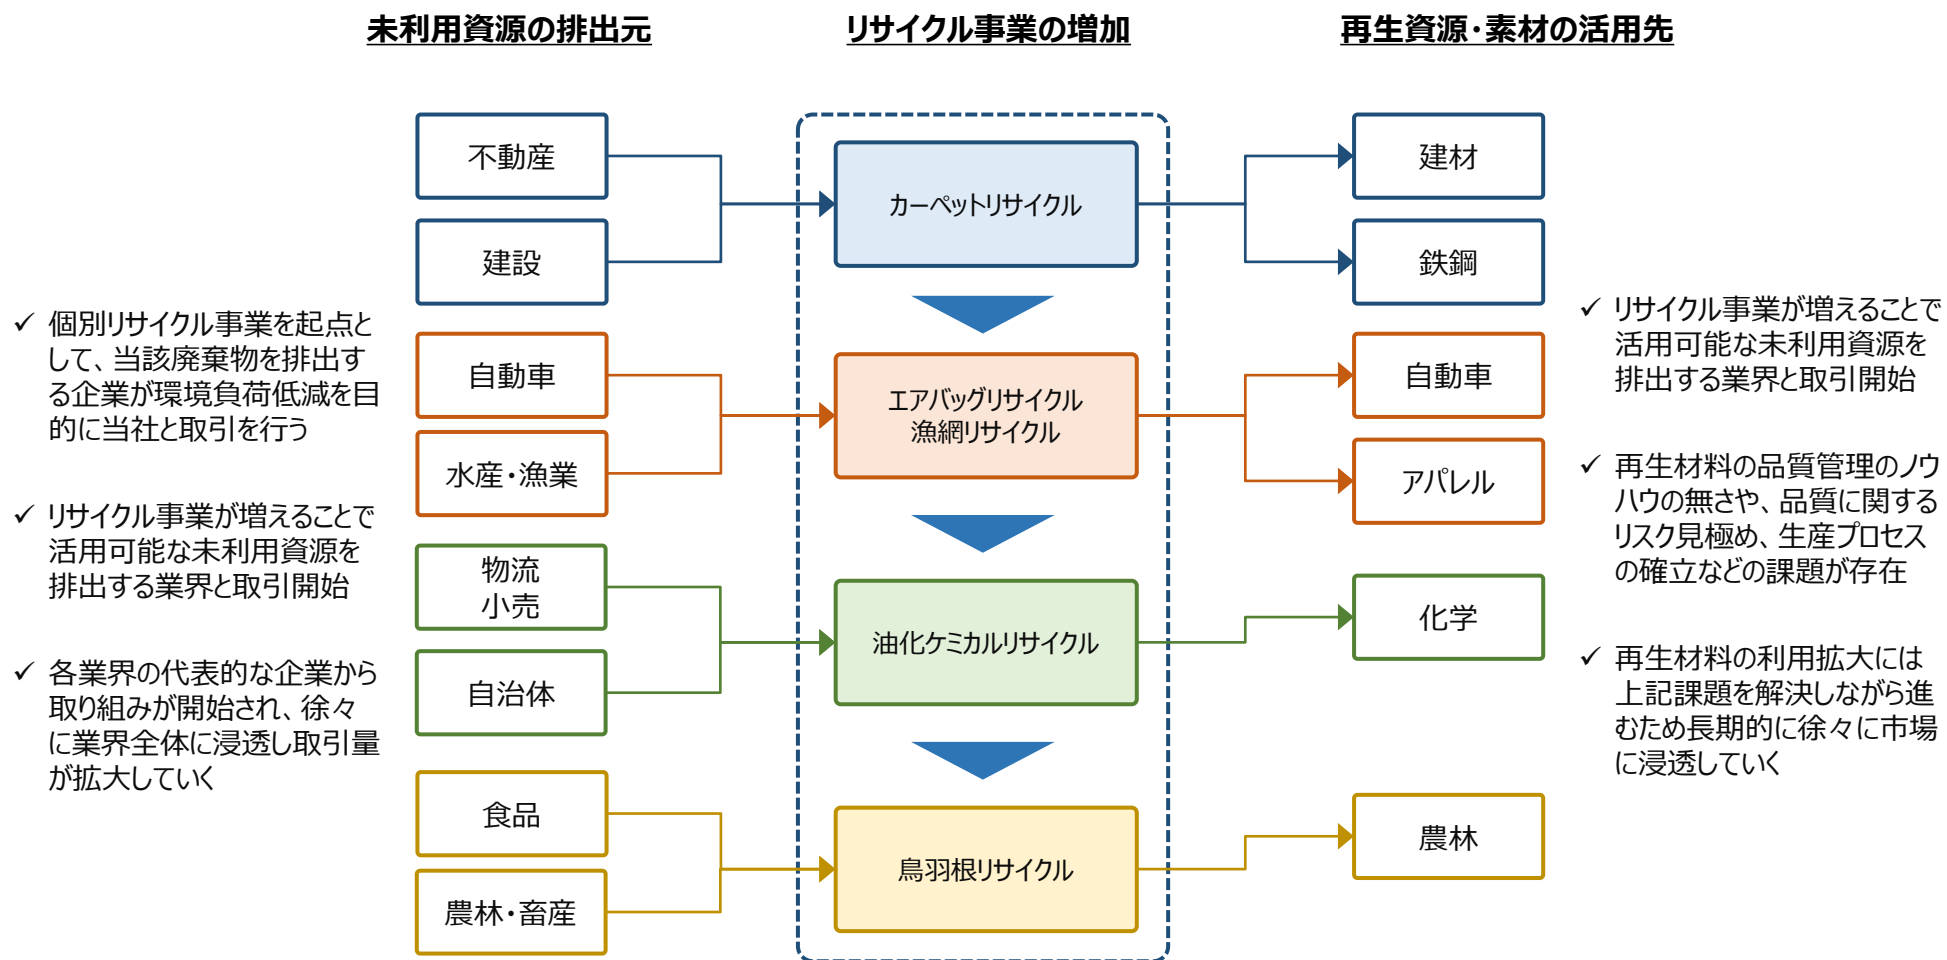 未利用資源の排出元
リサイクル事業の増加
再生資源・素材の活用先
✓ 個別リサイクル事業を起点と
して、当該廃棄物を排出す
る企業が環境負荷低減を目
的に当社と取引を行う
✓ リサイクル事業が増えることで
活用可能な未利用資源を
排出する業界と取引開始
✓ 各業界の代表的な企業から
取り組みが開始され、徐々
に業界全体に浸透し取引量
が拡大していく
不動産
建設
自動車
水産・漁業
物流
小売
自治体
食品
農林・畜産
カーペットリサイクル
エアバッグリサイクル
漁網リサイクル
油化ケミカルリサイクル
鳥羽根リサイクル
建材
鉄鋼
自動車
アパレル
化学
農林
✓ リサイクル事業が増えることで
活用可能な未利用資源を
排出する業界と取引開始
✓ 再生材料の品質管理のノウ
ハウの無さや、品質に関する
リスク見極め、生産プロセス
の確立などの課題が存在
✓ 再生材料の利用拡大には
上記課題を解決しながら進
むため長期的に徐々に市場
に浸透していく